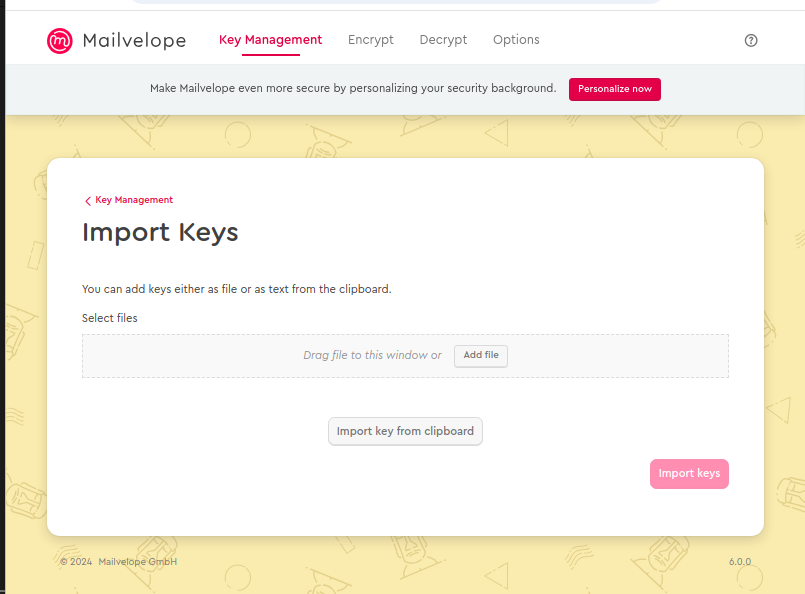 Mailvelope
Key Management Encrypt Decrypt Options
Make Mailvelope even more secure by personalizing your security background. Personalize now
Key Management
Import Keys
You can add keys either as file or as text from the clipboard.
Select files
Drag file to this window or Add file
Import key from clipboard
Import keys
© 2024 Mailvelope GmbH 6.0.0